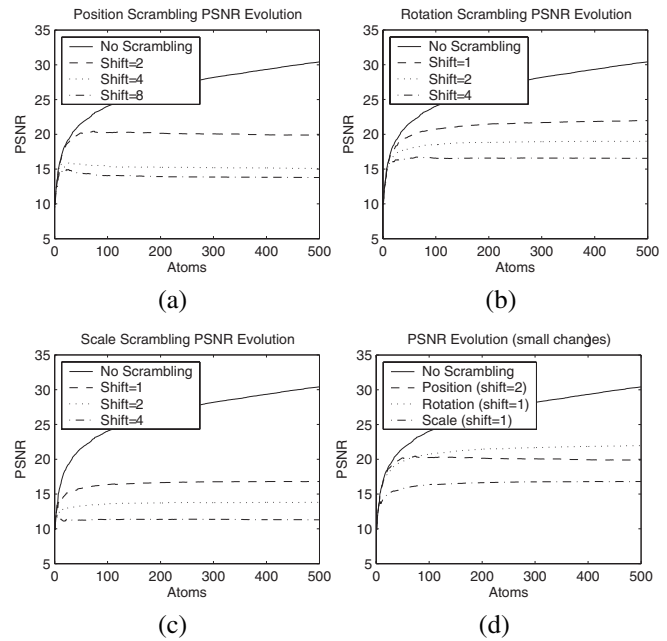 Position Scrambling PSNR Evolution
35
30
25
20
15
10
5
PSNR
No Scrambling
Shift=2
Shift=4
Shift=8
0 100 200 300 400 500
Atoms
(a)
Rotation Scrambling PSNR Evolution
35
30
25
20
15
10
5
PSNR
No Scrambling
Shift=1
Shift=2
Shift=4
0 100 200 300 400 500
Atoms
(b)
Scale Scrambling PSNR Evolution
35
30
25
20
15
10
5
PSNR
No Scrambling
Shift=1
Shift=2
Shift=4
0 100 200 300 400 500
Atoms
(c)
PSNR Evolution (small changes)
35
30
25
20
15
10
5
PSNR
No Scrambling
Position (shift=2)
Rotation (shift=1)
Scale (shift=1)
0 100 200 300 400 500
Atoms
(d)